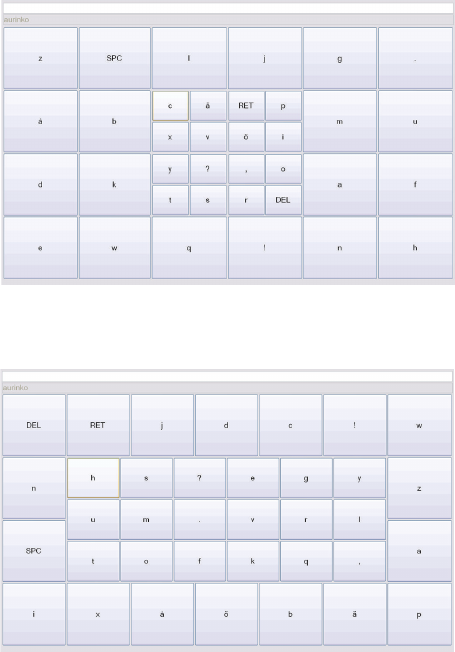 aurinko
z SPC l j g .
c ä RET p
å b m u
x v ö i
y ? , o
d k a f
t s r DEL
e w q ! n h
aurinko
DEL RET j d c ! w
h s ? e g y
n z
u m . v r l
SPC a
t o f k q ,
i x å ö b ä p